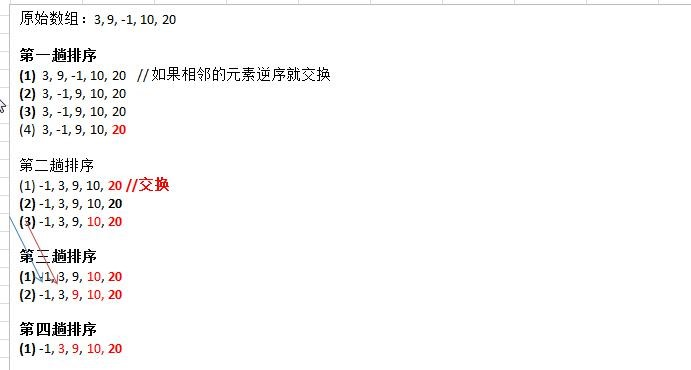 原始数组：3, 9, -1, 10, 20
第一趟排序
(1) 3, 9, -1, 10, 20 //如果相邻的元素逆序就交换
(2) 3, -1, 9, 10, 20
(3) 3, -1, 9, 10, 20
(4) 3, -1, 9, 10, 20
第二趟排序
(1) -1, 3, 9, 10, 20 //交换
(2) -1, 3, 9, 10, 20
(3) -1, 3, 9, 10, 20
第三趟排序
(1) -1, 3, 9, 10, 20
(2) -1, 3, 9, 10, 20
第四趟排序
(1) -1, 3, 9, 10, 20